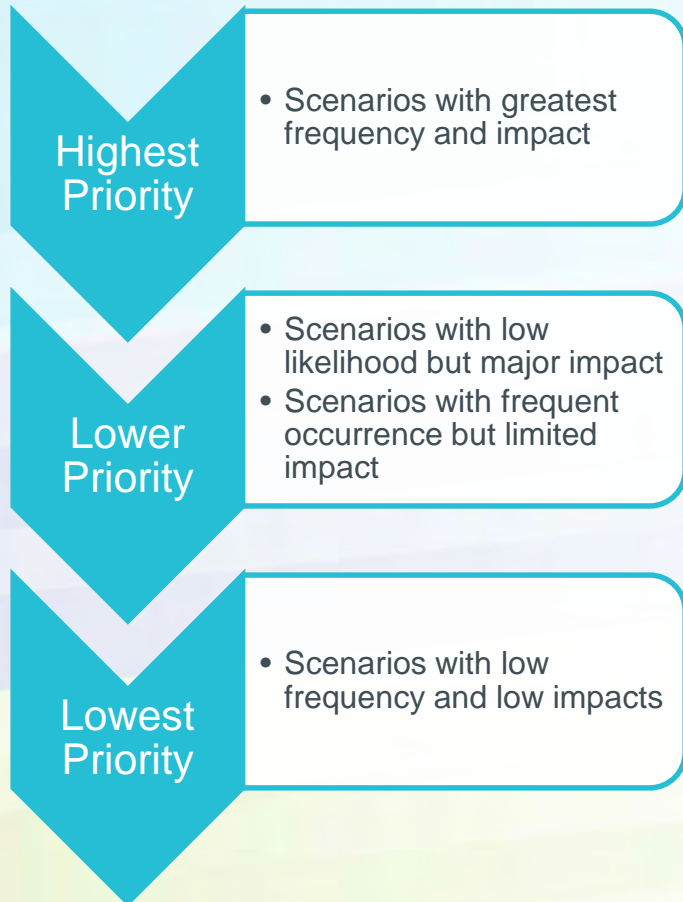 Highest
Priority
• Scenarios with greatest
frequency and impact
Lower
Priority
• Scenarios with low
likelihood but major impact
• Scenarios with frequent
occurrence but limited
impact
Lowest
Priority
• Scenarios with low
frequency and low impacts